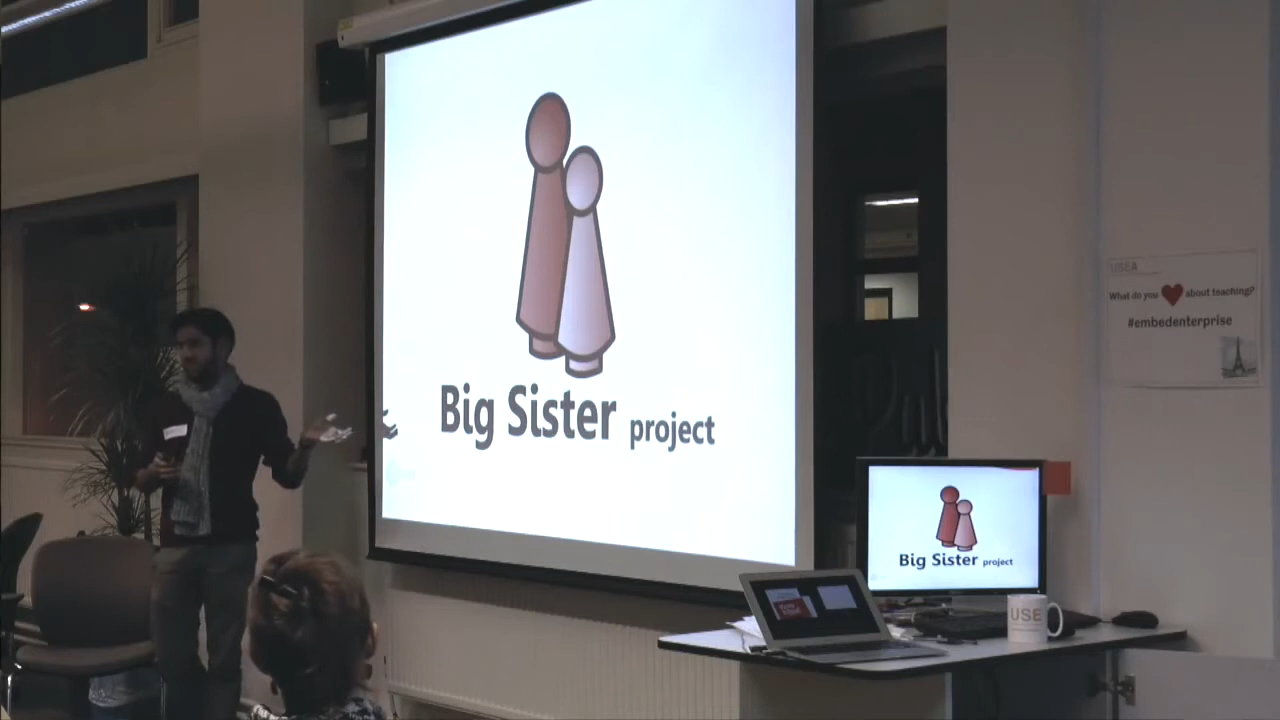 Big Sister project
USEA
What do you about teaching?
#embedenterprise
Big Sister project
USE